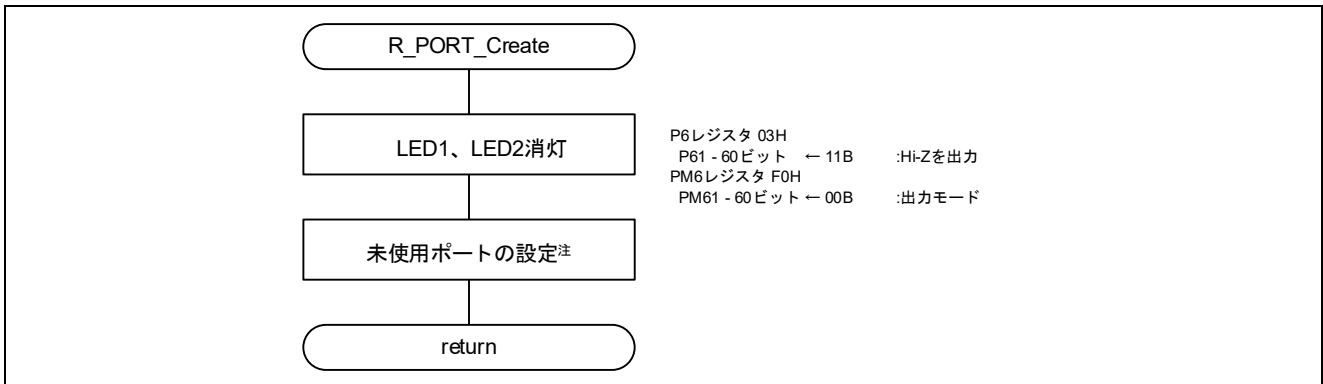 R_PORT_Create
LED1、LED2消灯
P6レジスタ 03H
P61 - 60ビット ← 11B :Hi-Zを出力
PM6レジスタ F0H
PM61 - 60ビット ← 00B :出力モード
未使用ポートの設定注
return